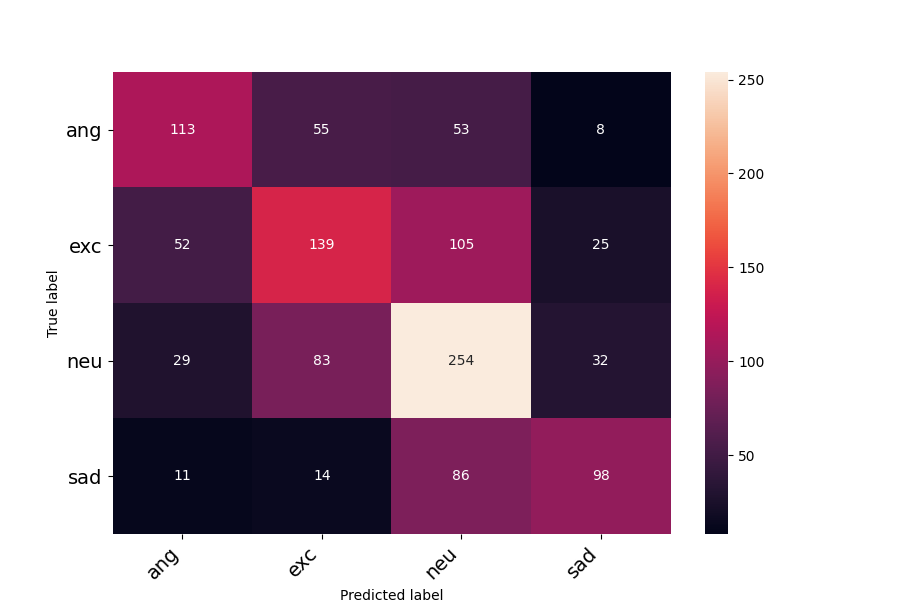 ang 113 55 53 8
exc 52 139 105 25
neu 29 83 254 32
sad 11 14 86 98
ang exc neu sad
Predicted label
True label
250
200
150
100
50